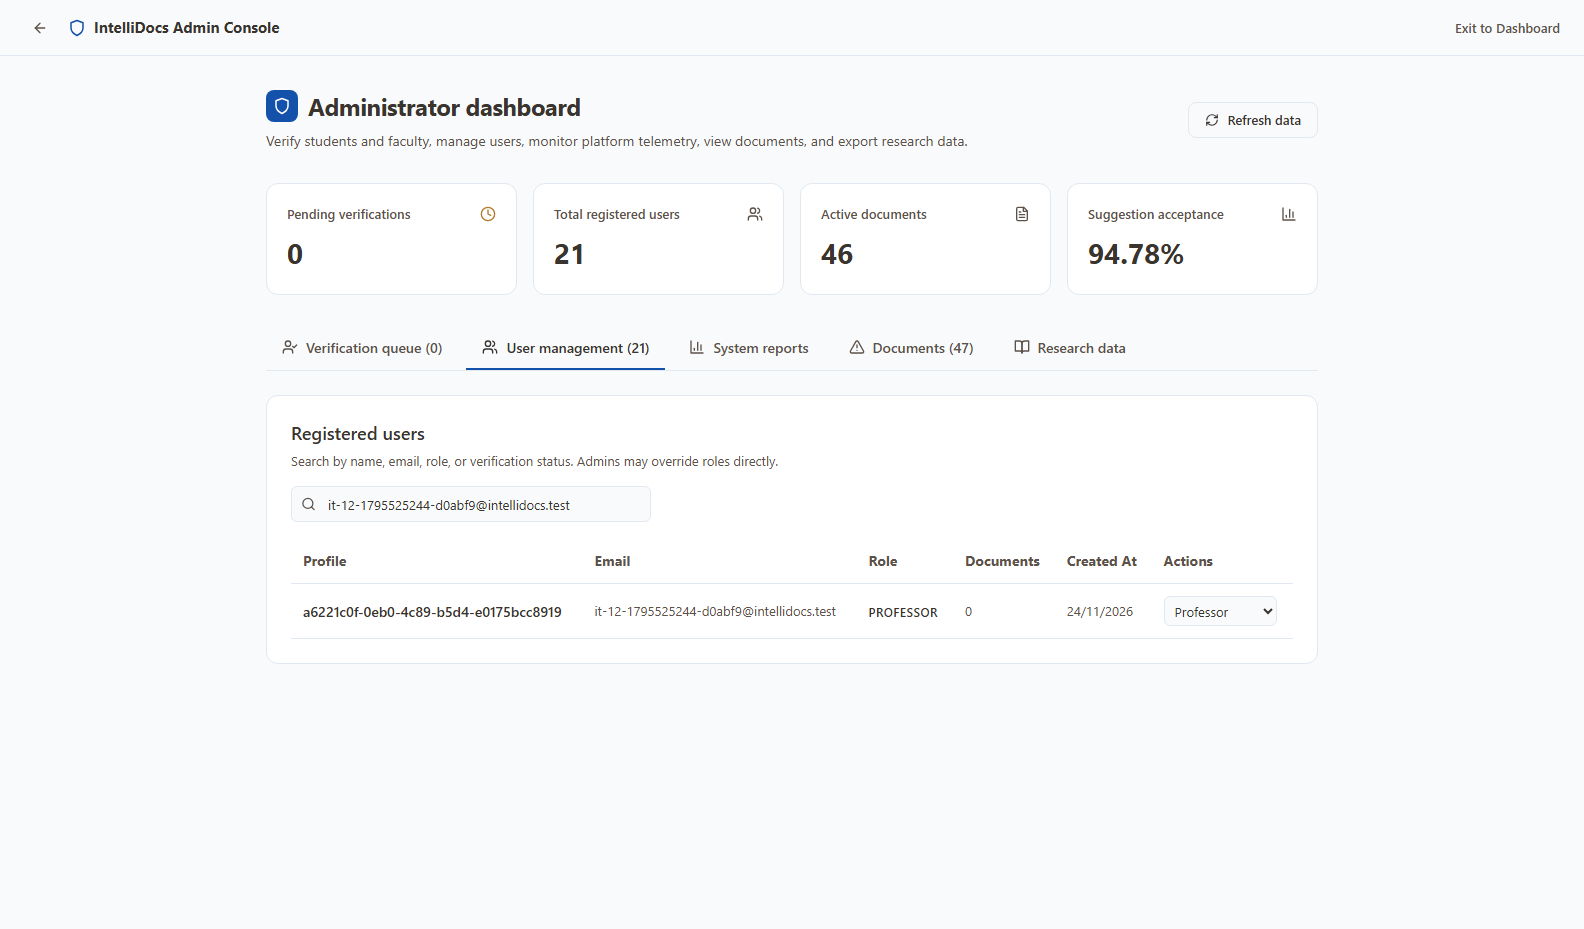 IntelliDocs Admin Console
Exit to Dashboard
Administrator dashboard
Verify students and faculty, manage users, monitor platform telemetry, view documents, and export research data.
Refresh data
Pending verifications
0
Total registered users
21
Active documents
46
Suggestion acceptance
94.78%
Verification queue (0)
User management (21)
System reports
Documents (47)
Research data
Registered users
Search by name, email, role, or verification status. Admins may override roles directly.
it-12-1795525244-d0abf9@intellidocs.test
Profile Email Role Documents Created At Actions
a6221c0f-0eb0-4c89-b5d4-e0175bcc8919 it-12-1795525244-d0abf9@intellidocs.test PROFESSOR 0 24/11/2026 Professor